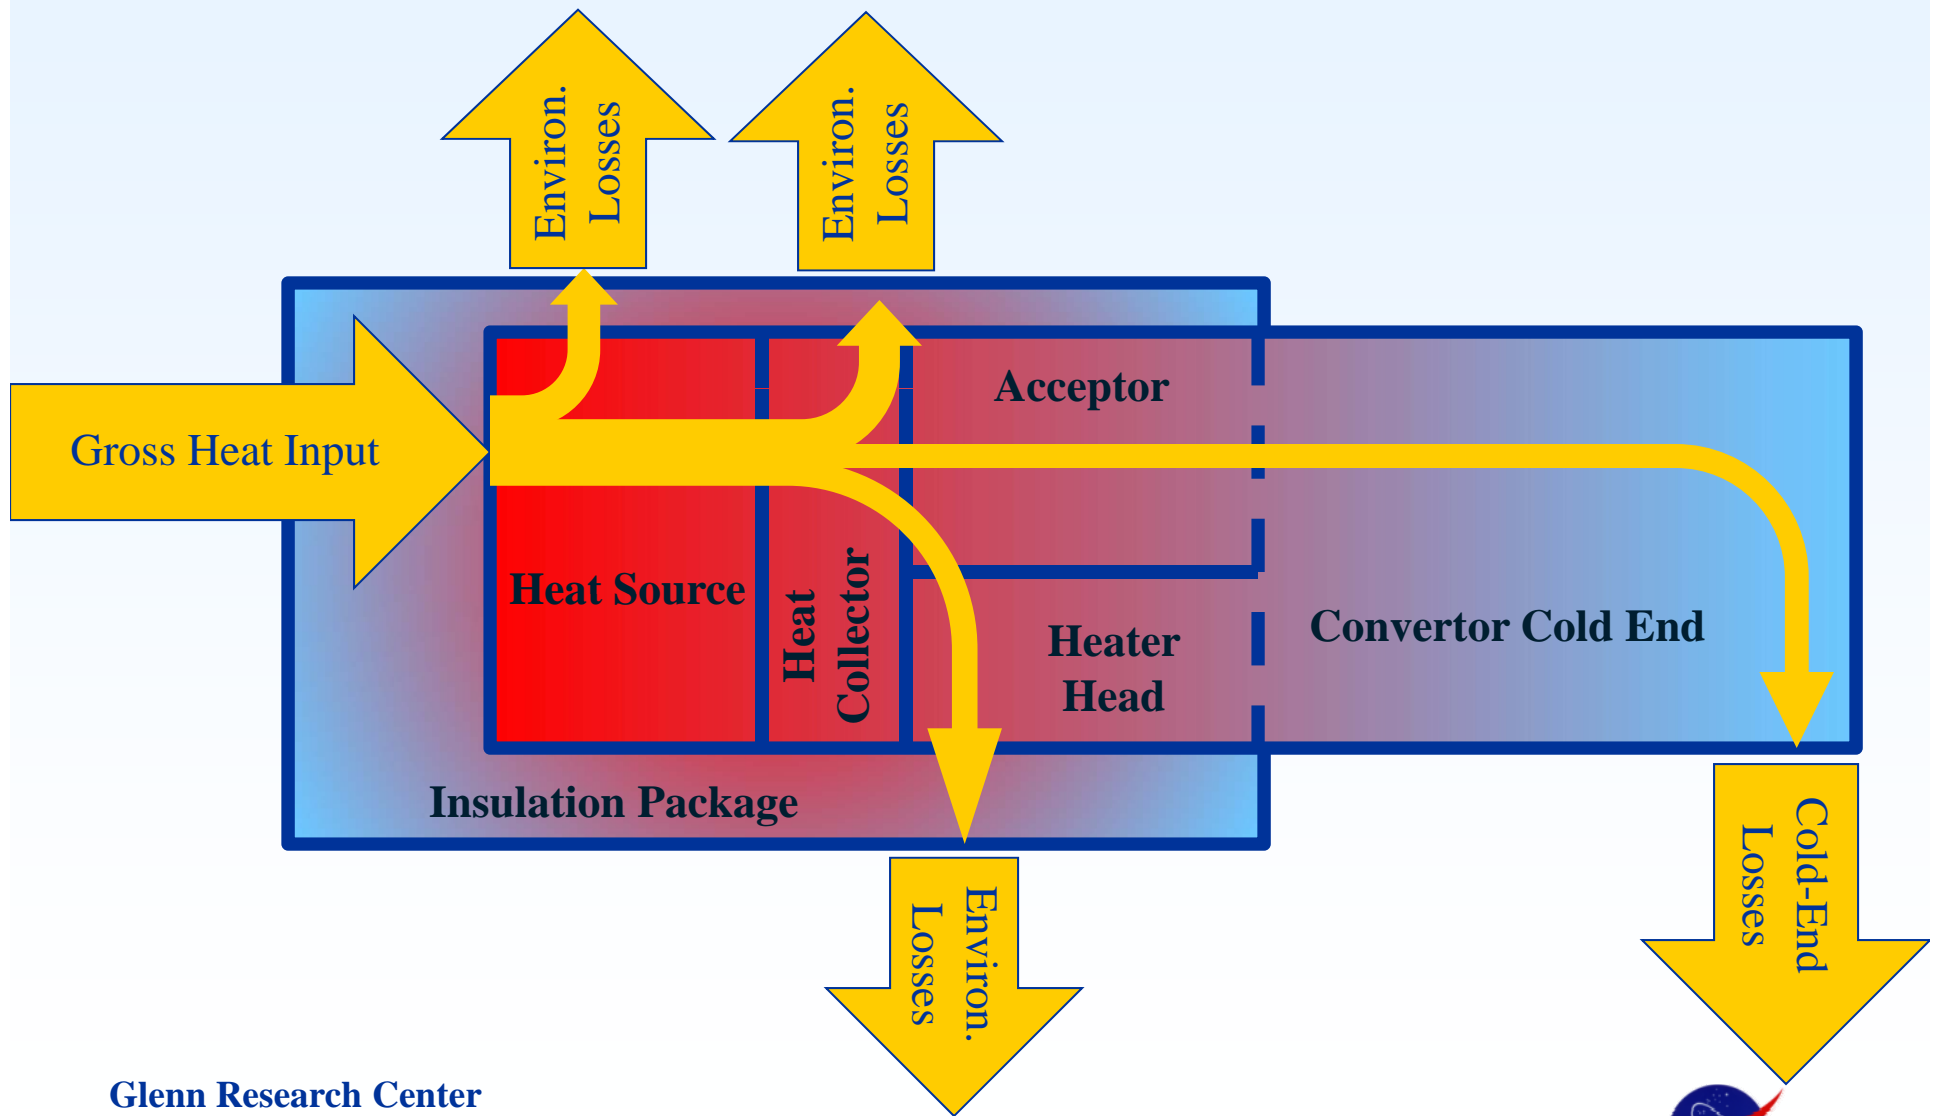 Environ.
Losses
Environ.
Losses
Gross Heat Input
Acceptor
Heat Source
Heat
Collector
Heater
Head
Convertor Cold End
Insulation Package
Environ.
Losses
Cold-End
Losses
Glenn Research Center